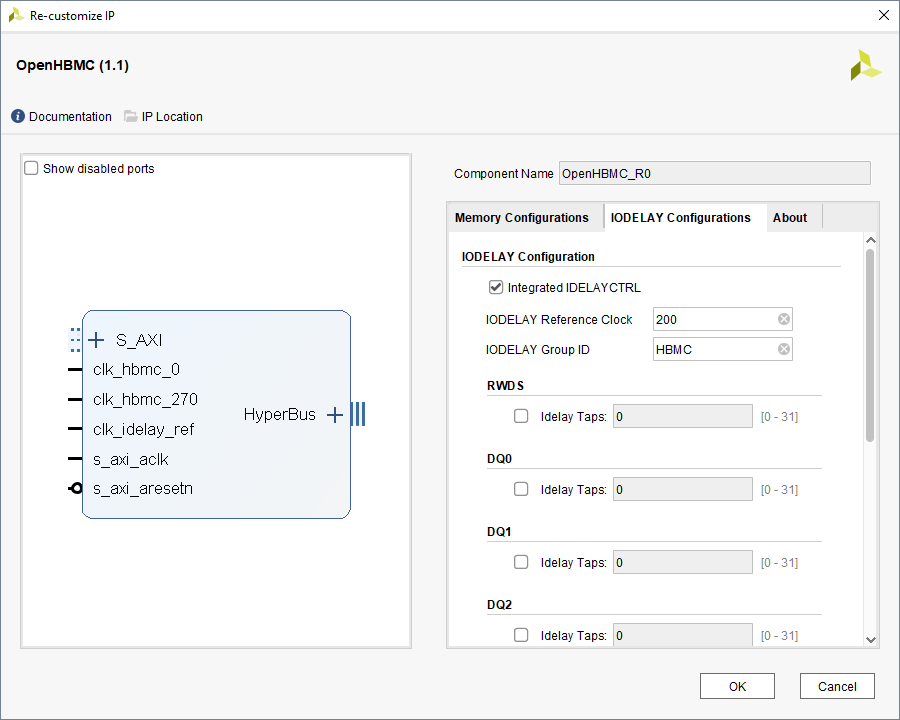 Re-customize IP
OpenHBMC (1.1)
Documentation IP Location
Show disabled ports
S_AXI
clk_hbmc_0
clk_hbmc_270
clk_idelay_ref
s_axi_aclk
s_axi_aresetn
HyperBus
Component Name OpenHBMC_R0
Memory Configurations IODELAY Configurations About
IODELAY Configuration
Integrated IDELAYCTRL
IODELAY Reference Clock 200
IODELAY Group ID HBMC
RWDS
Idelay Taps: 0 [0 - 31]
DQ0
Idelay Taps: 0 [0 - 31]
DQ1
Idelay Taps: 0 [0 - 31]
DQ2
Idelay Taps: 0 [0 - 31]
OK Cancel